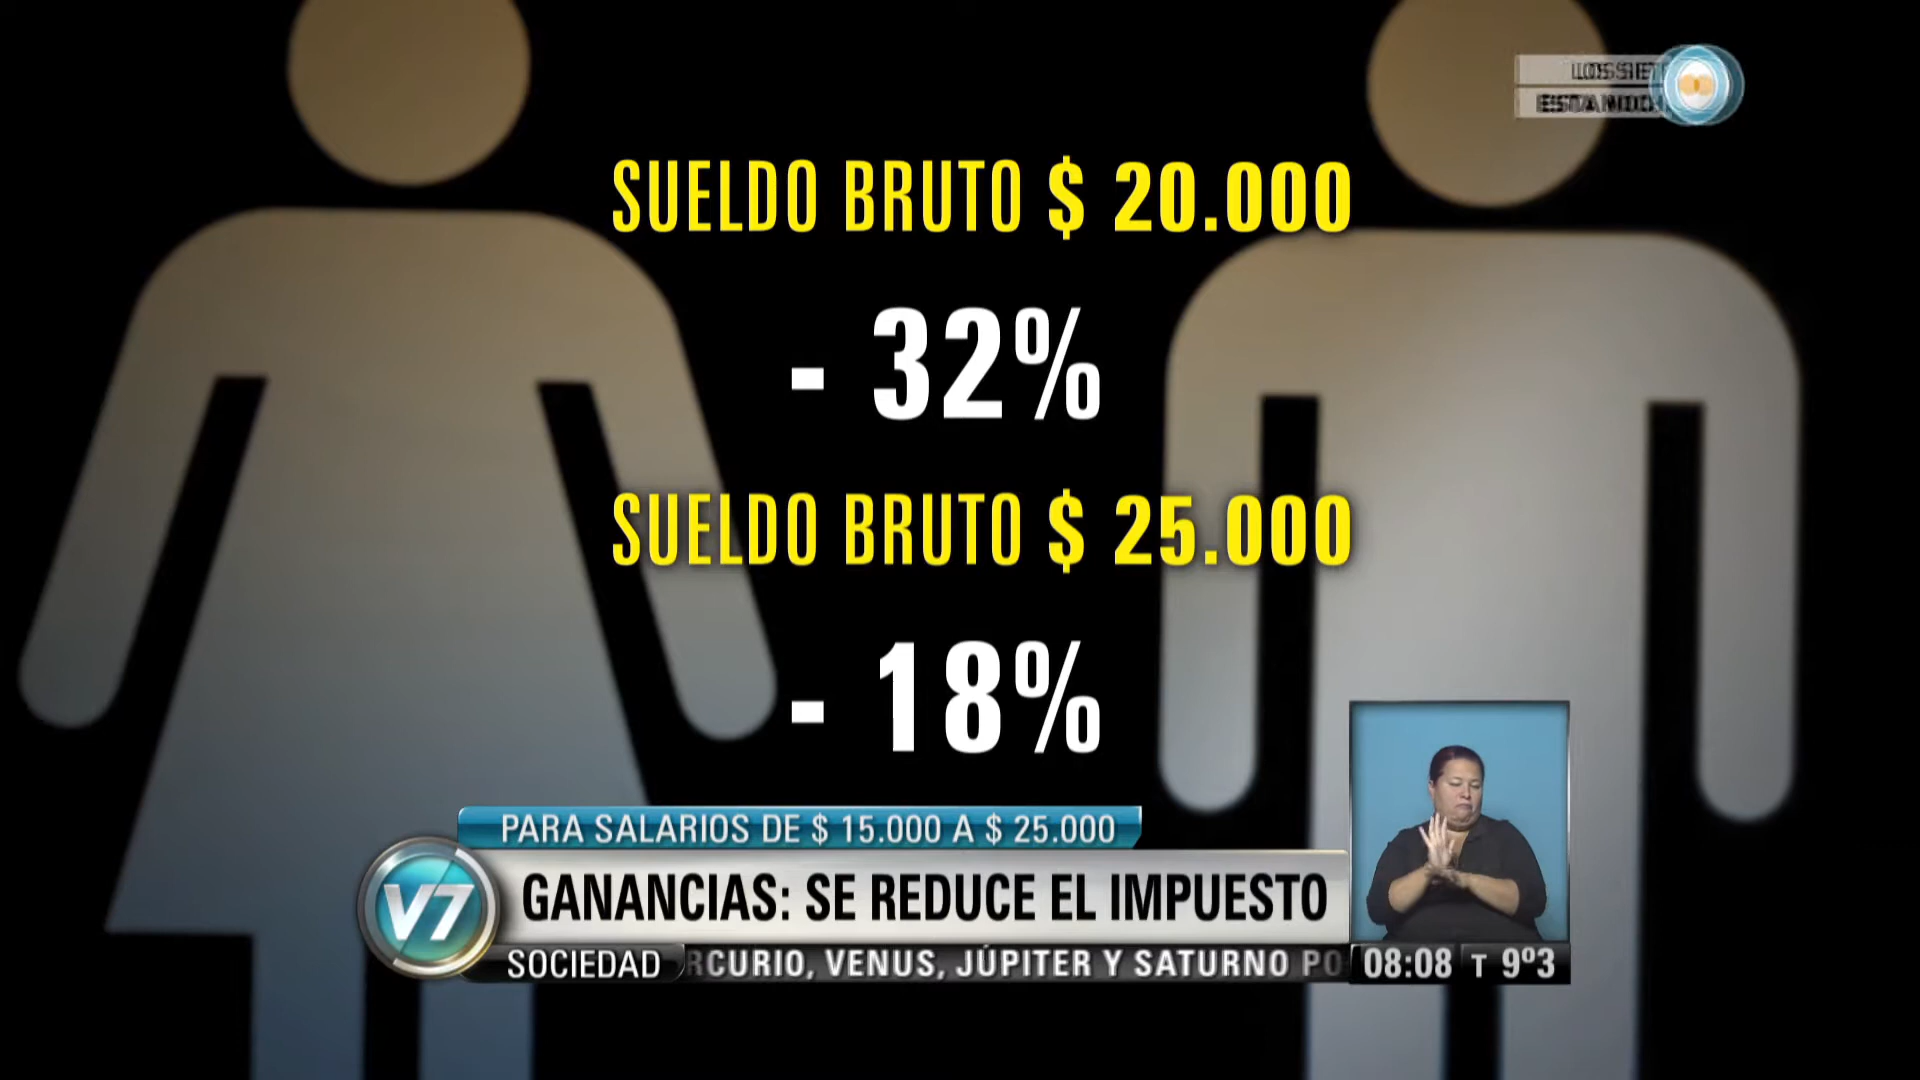 SUELDO BRUTO $ 20.000
- 32%
SUELDO BRUTO $ 25.000
- 18%
PARA SALARIOS DE $ 15.000 A $ 25.000
V7
GANANCIAS: SE REDUCE EL IMPUESTO
SOCIEDAD
RCURIO, VENUS, JÚPITER Y SATURNO PO
08:08 T 9º3